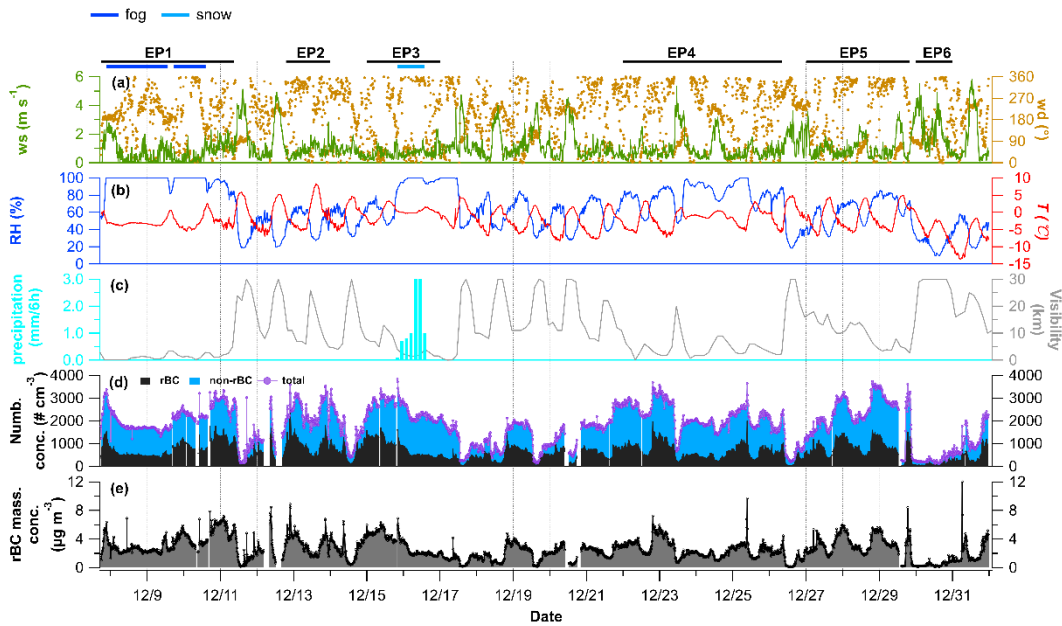 fog snow
EP1 EP2 EP3 EP4 EP5 EP6
(a)
ws (m s⁻¹)
6
4
2
0
360
270
180
90
0
wd (°)
(b)
RH (%)
100
80
60
40
20
0
10
5
0
-5
-10
-15
T (℃)
(c)
precipitation
(mm/6h)
3.0
2.0
1.0
0.0
30
20
10
0
Visibility
(km)
(d)
rBC non-rBC total
Numb.
conc. (# cm⁻³)
4000
3000
2000
1000
0
4000
3000
2000
1000
0
(e)
rBC mass.
conc.
(µg m⁻³)
12
8
4
0
12
8
4
0
12/9 12/11 12/13 12/15 12/17 12/19 12/21 12/23 12/25 12/27 12/29 12/31
Date